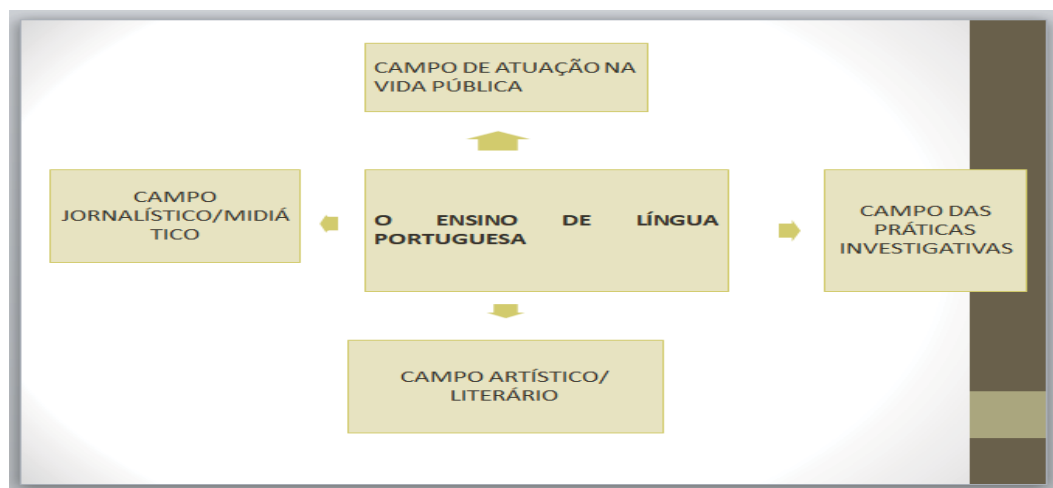 CAMPO DE ATUAÇÃO NA
VIDA PÚBLICA
CAMPO
JORNALÍSTICO/MIDIÁ
TICO
O ENSINO DE LÍNGUA
PORTUGUESA
CAMPO DAS
PRÁTICAS
INVESTIGATIVAS
CAMPO ARTÍSTICO/
LITERÁRIO